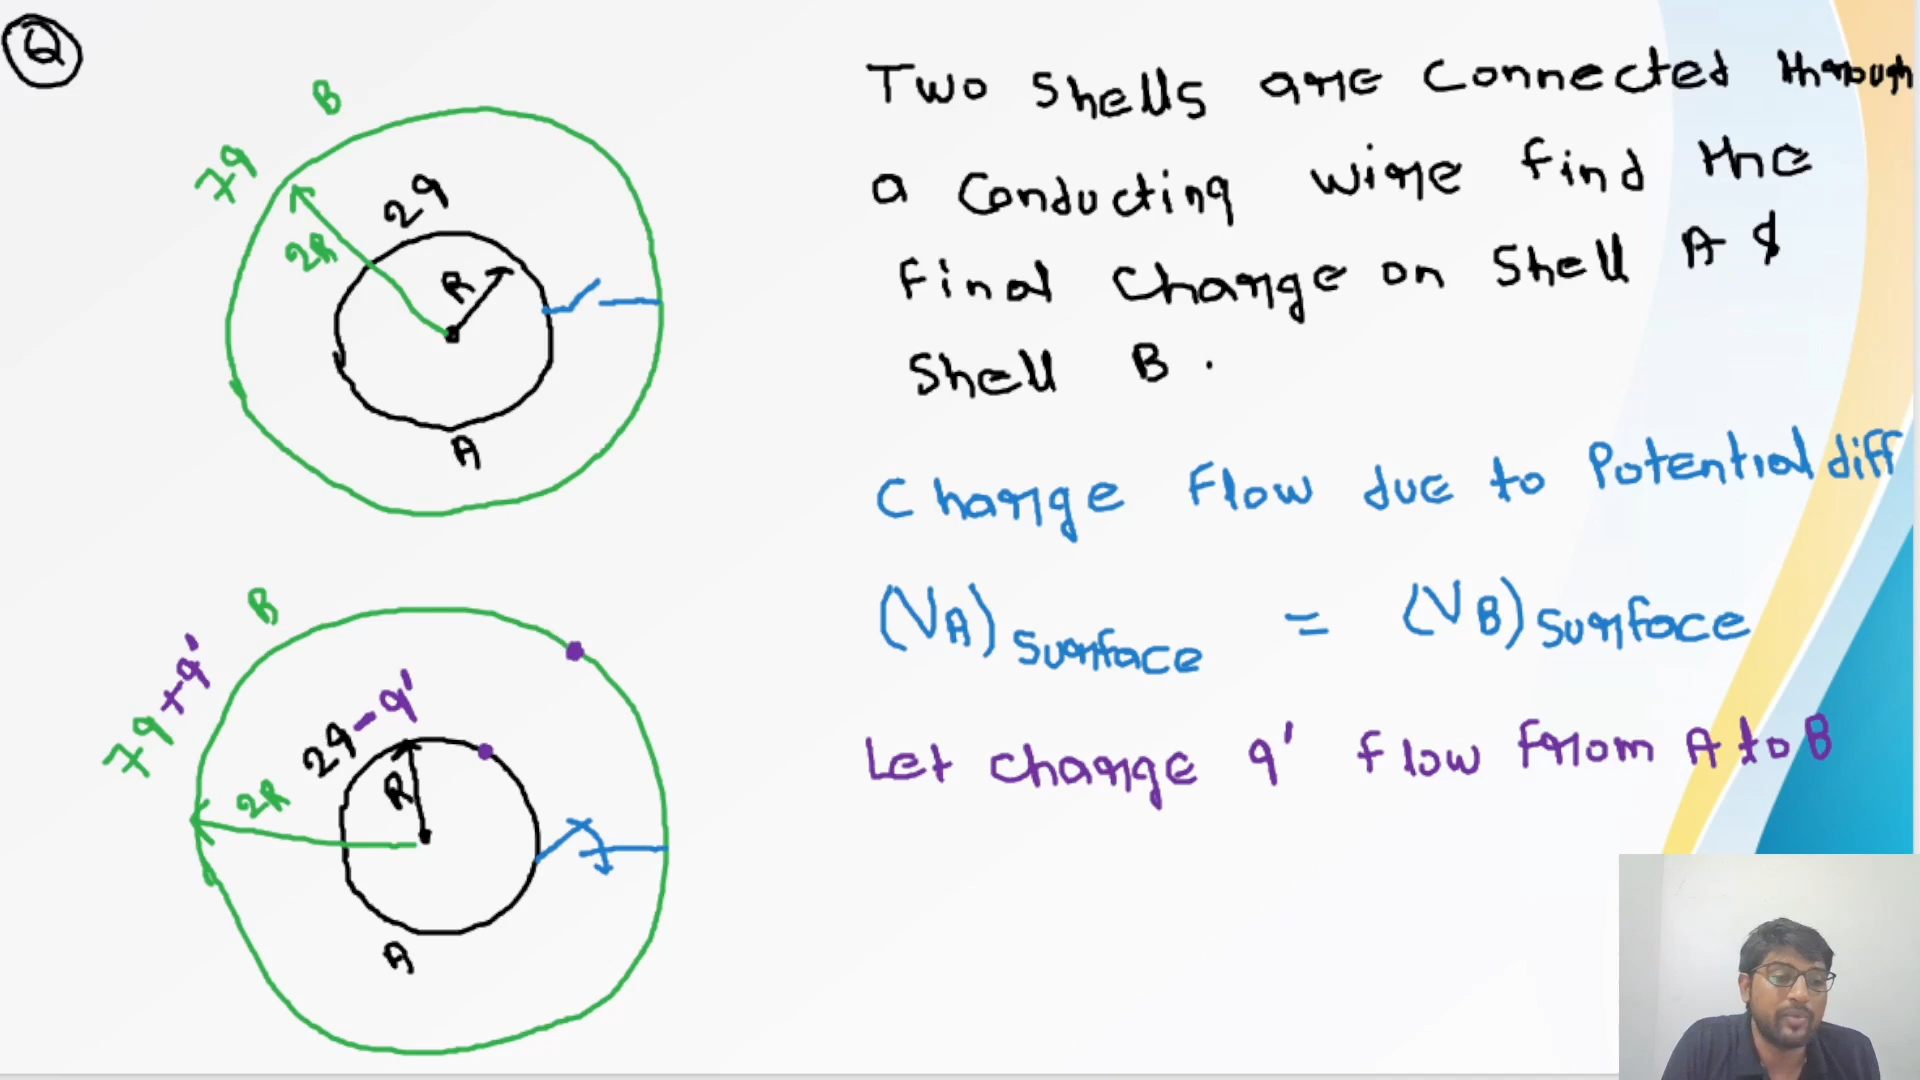 Q
B
7q
2q
2R
R
A
Two Shells are connected through
a conducting wire find the
final charge on Shell A &
Shell B .
Charge flow due to Potential diff
(VA)surface = (VB)surface
Let charge q' flow from A to B
B
7q+q'
2q-q'
2R
R
A